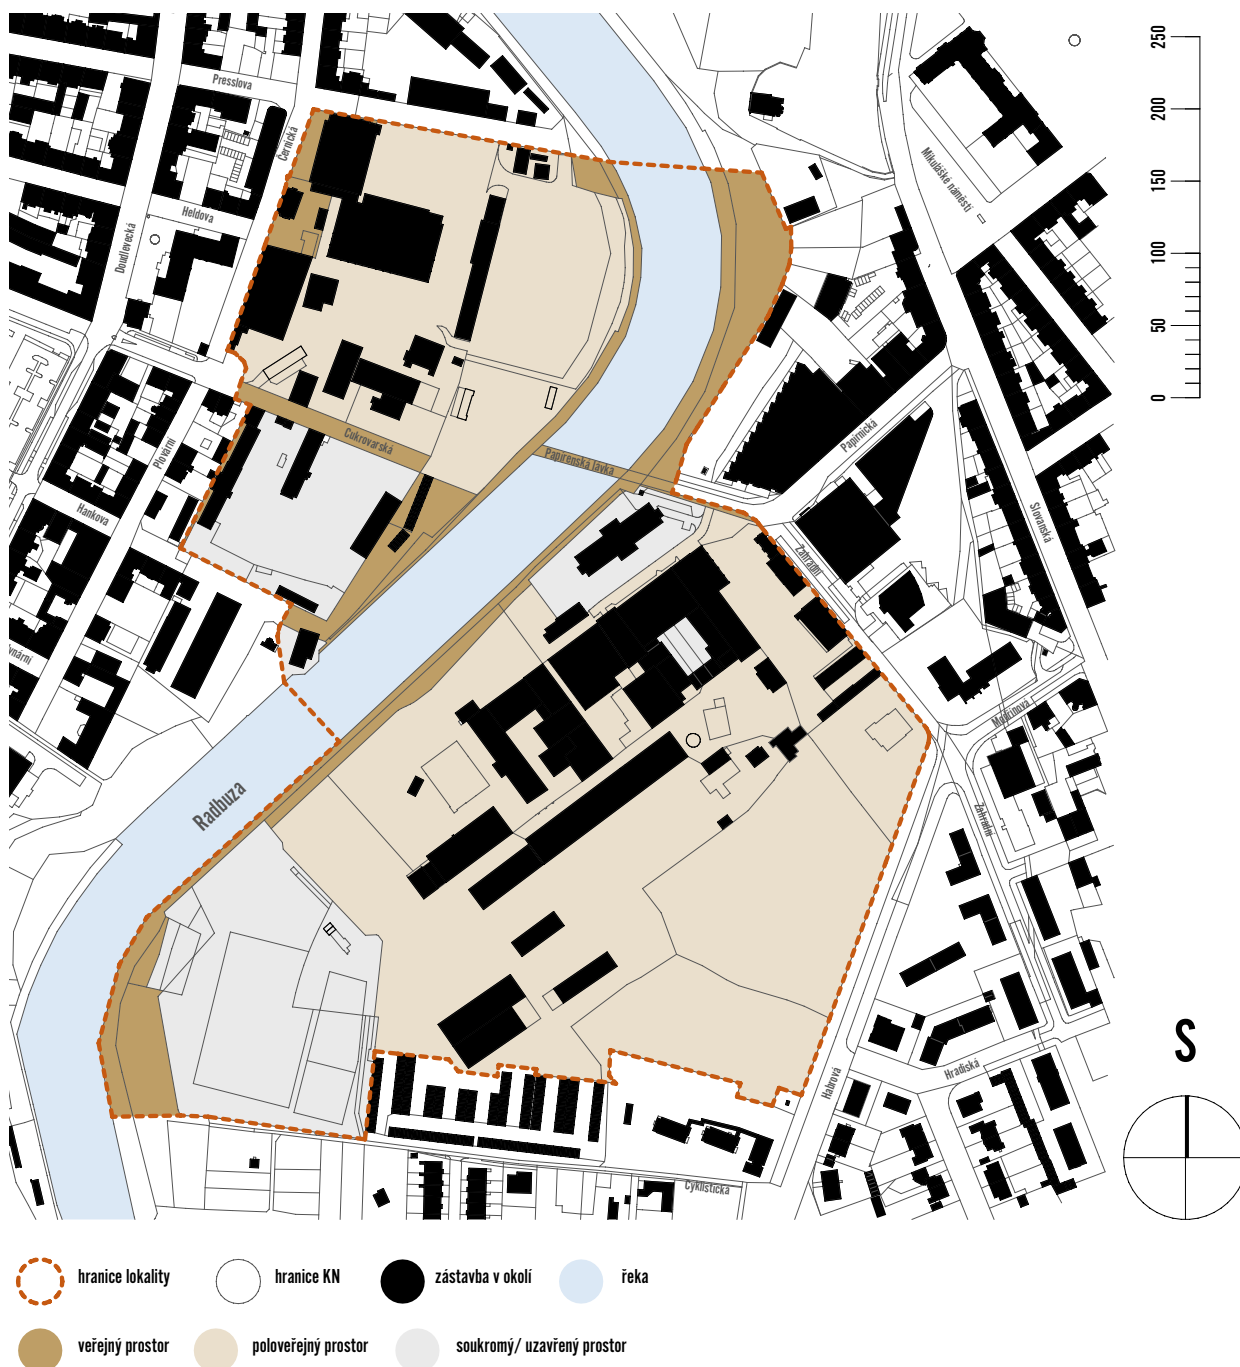 Presslova
Černická
Heldova
Doudlevecká
Mikulášské náměstí
250
200
150
100
50
0
Cukrovarská
Papírenská lávka
Papírnická
Plovární
Hankova
Slovanská
Zahradní
Muškinova
Radbuza
Zahradní
S
Habrová
Hradiská
Cyklistická
hranice lokality
hranice KN
zástavba v okolí
řeka
veřejný prostor
poloveřejný prostor
soukromý/ uzavřený prostor